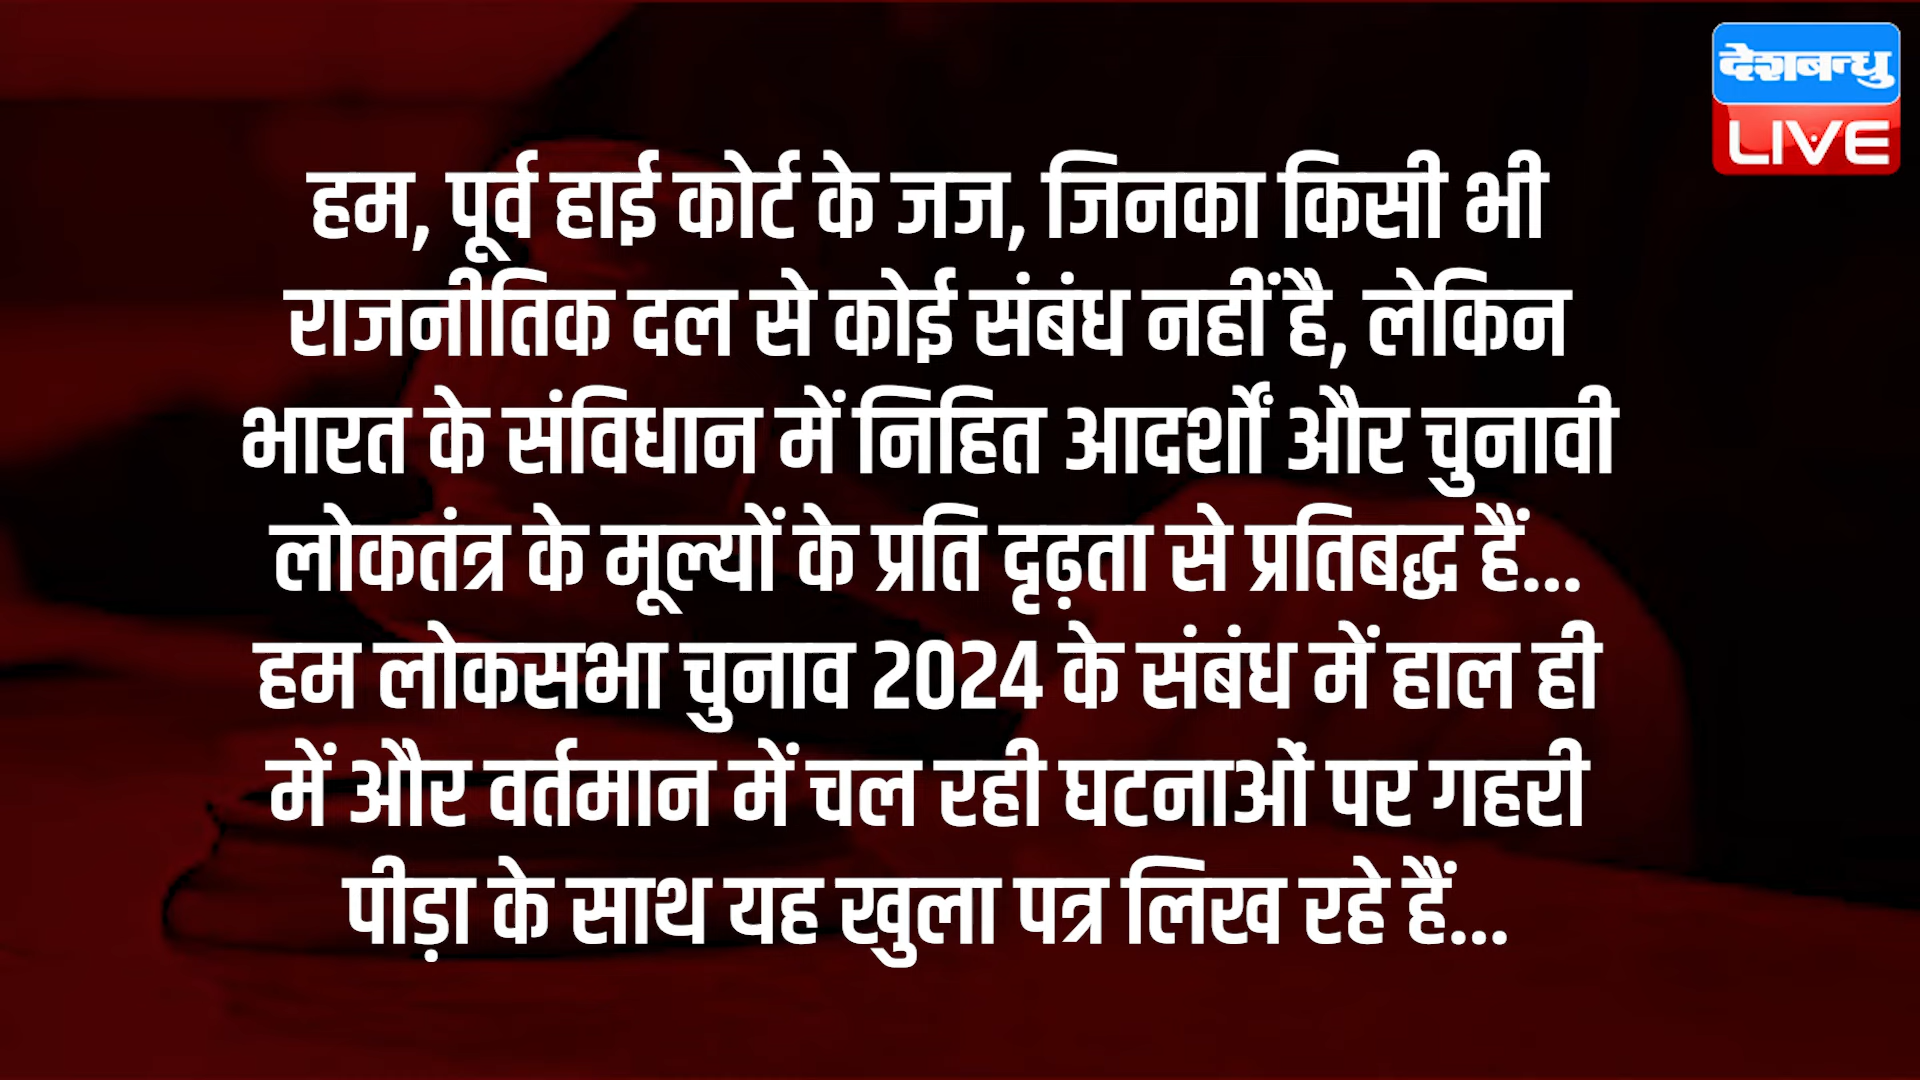 देशबन्धु
LIVE
हम, पूर्व हाई कोर्ट के जज, जिनका किसी भी
राजनीतिक दल से कोई संबंध नहीं है, लेकिन
भारत के संविधान में निहित आदर्शों और चुनावी
लोकतंत्र के मूल्यों के प्रति दृढ़ता से प्रतिबद्ध हैं...
हम लोकसभा चुनाव 2024 के संबंध में हाल ही
में और वर्तमान में चल रही घटनाओं पर गहरी
पीड़ा के साथ यह खुला पत्र लिख रहे हैं...